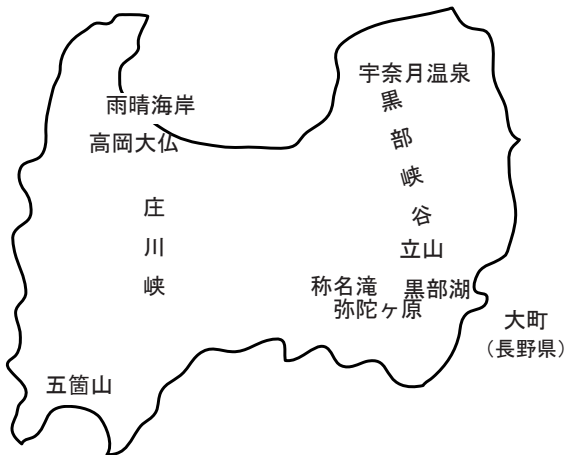 宇奈月温泉
雨晴海岸
高岡大仏
黒部峡谷
庄川峡
立山
称名滝
黒部湖
弥陀ヶ原
大町
（長野県）
五箇山